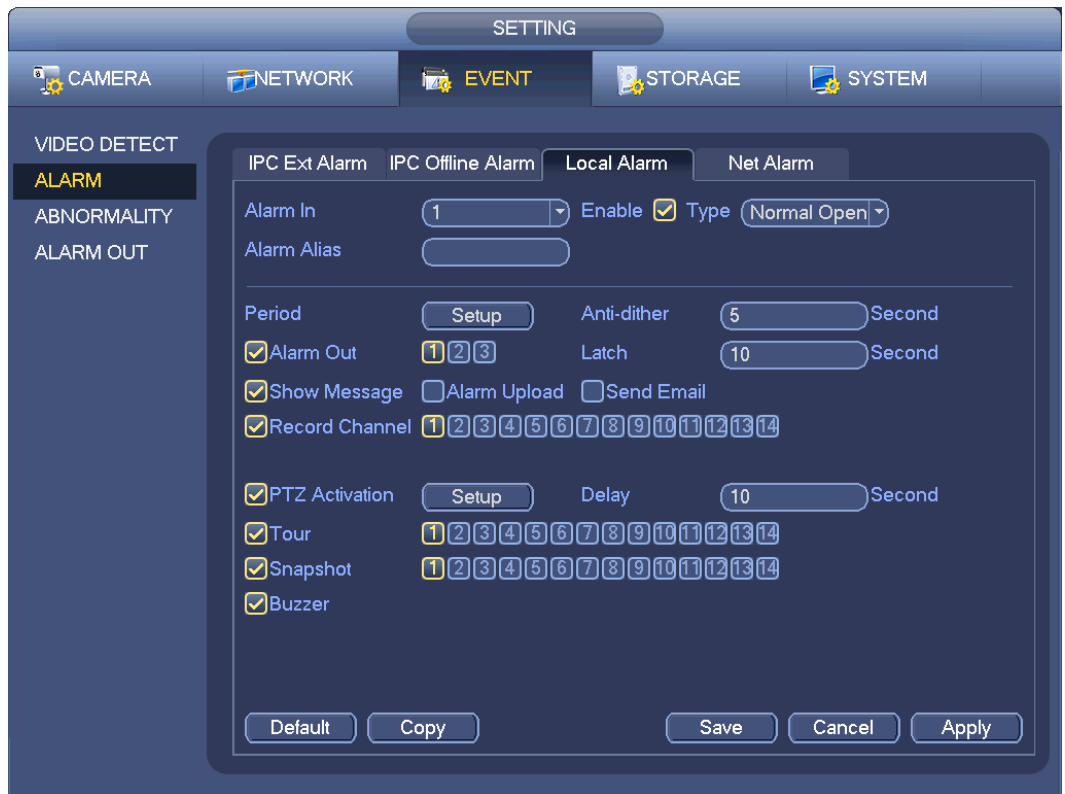 SETTING
CAMERA NETWORK EVENT STORAGE SYSTEM
VIDEO DETECT
ALARM
ABNORMALITY
ALARM OUT
IPC Ext Alarm IPC Offline Alarm Local Alarm Net Alarm
Alarm In 1 Enable Type Normal Open
Alarm Alias
Period Setup Anti-dither 5 Second
Alarm Out 1 2 3 Latch 10 Second
Show Message Alarm Upload Send Email
Record Channel 1 2 3 4 5 6 7 8 9 10 11 12 13 14
PTZ Activation Setup Delay 10 Second
Tour 1 2 3 4 5 6 7 8 9 10 11 12 13 14
Snapshot 1 2 3 4 5 6 7 8 9 10 11 12 13 14
Buzzer
Default Copy Save Cancel Apply